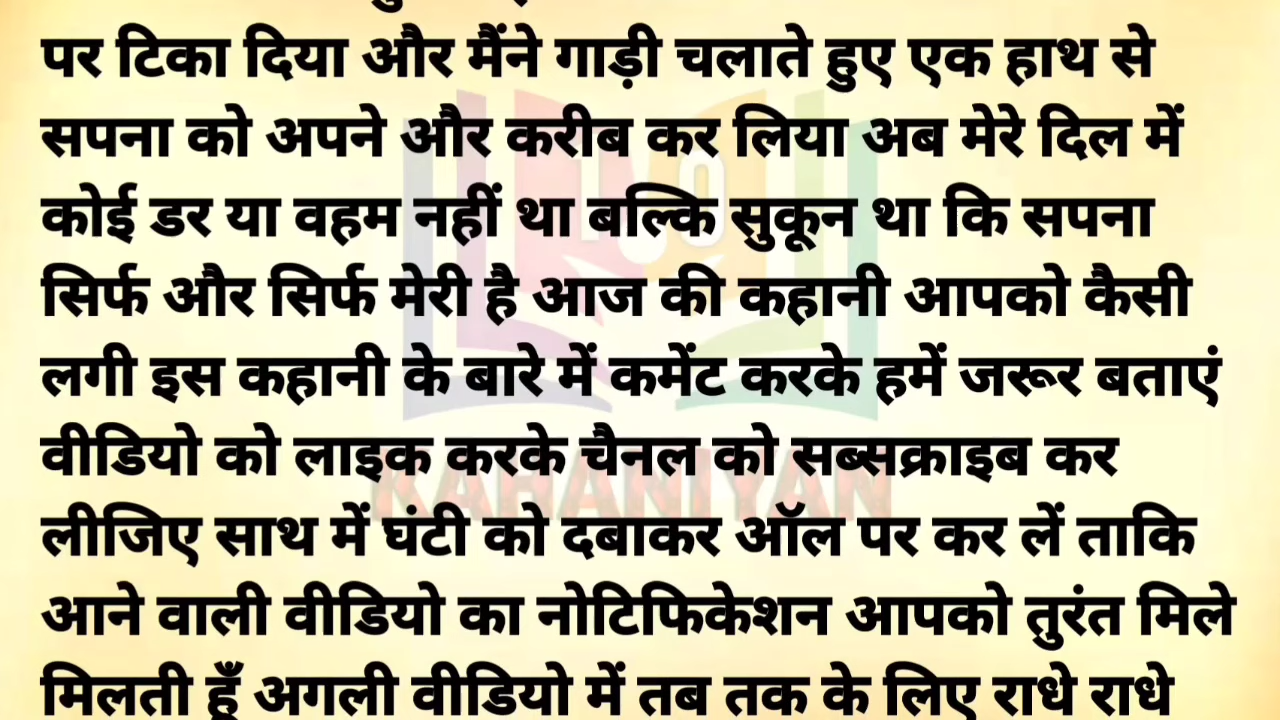 पर टिका दिया और मैंने गाड़ी चलाते हुए एक हाथ से
सपना को अपने और करीब कर लिया अब मेरे दिल में
कोई डर या वहम नहीं था बल्कि सुकून था कि सपना
सिर्फ और सिर्फ मेरी है आज की कहानी आपको कैसी
लगी इस कहानी के बारे में कमेंट करके हमें जरूर बताएं
वीडियो को लाइक करके चैनल को सब्सक्राइब कर
KAHANIYAN
लीजिए साथ में घंटी को दबाकर ऑल पर कर लें ताकि
आने वाली वीडियो का नोटिफिकेशन आपको तुरंत मिले
मिलती हूँ अगली वीडियो में तब तक के लिए राधे राधे